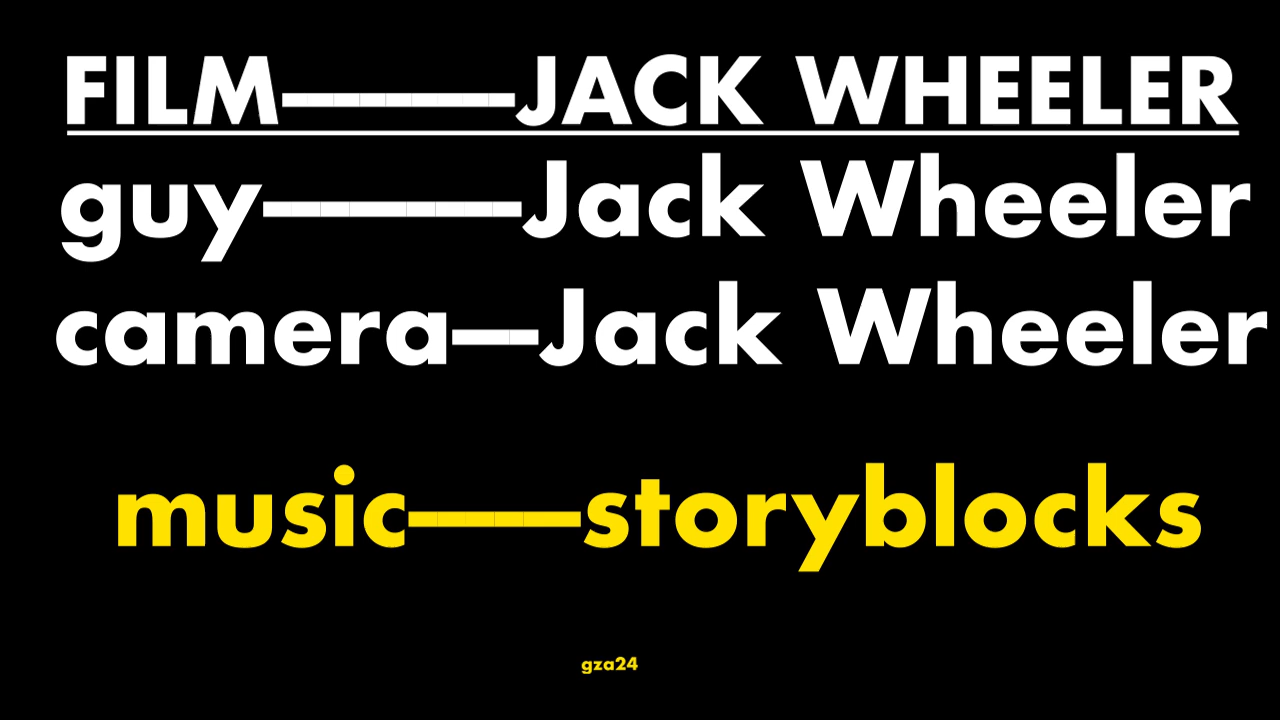 FILM—————————JACK WHEELER
guy—————————Jack Wheeler
camera———Jack Wheeler
music——————storyblocks
gza24